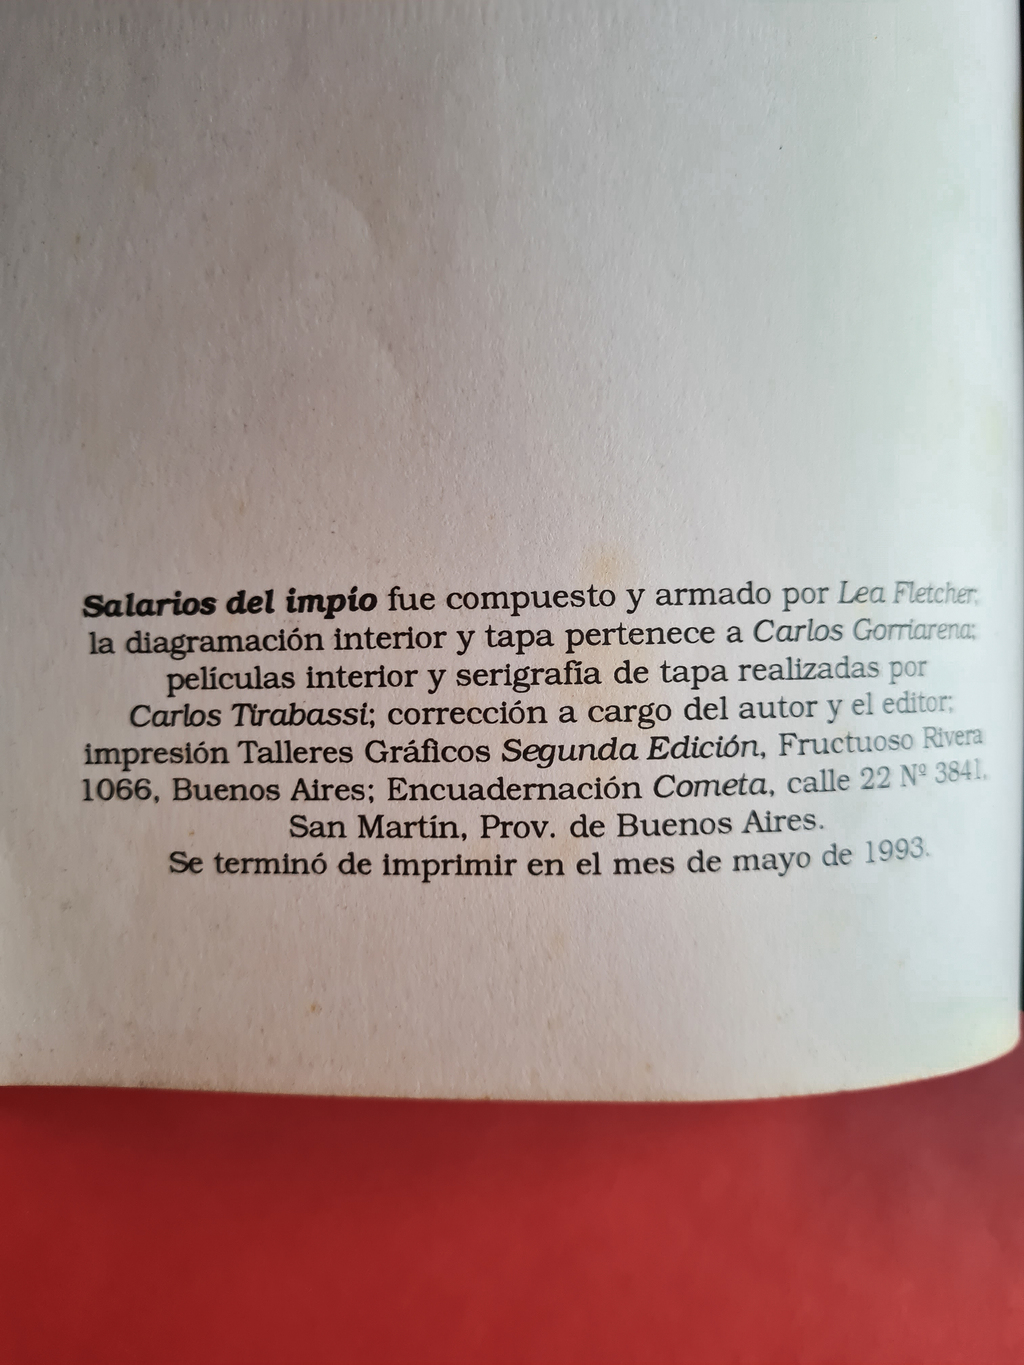 Salarios del impío fue compuesto y armado por Lea Fletcher;
la diagramación interior y tapa pertenece a Carlos Gorriarena;
películas interior y serigrafía de tapa realizadas por
Carlos Tirabassi; corrección a cargo del autor y el editor;
impresión Talleres Gráficos Segunda Edición, Fructuoso Rivera
1066, Buenos Aires; Encuadernación Cometa, calle 22 Nº 3841,
San Martín, Prov. de Buenos Aires.
Se terminó de imprimir en el mes de mayo de 1993.